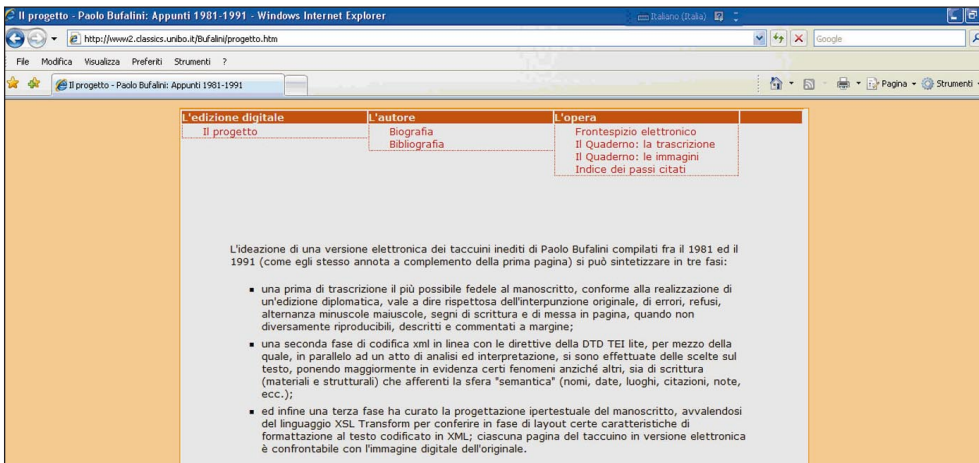 Il progetto - Paolo Bufalini: Appunti 1981-1991 - Windows Internet Explorer
Italiano (Italia)
http://www2.classics.unibo.it/Bufalini/progetto.htm
Google
File Modifica Visualizza Preferiti Strumenti ?
Il progetto - Paolo Bufalini: Appunti 1981-1991
Pagina Strumenti
L'edizione digitale L'autore L'opera
Il progetto Biografia Frontespizio elettronico
Bibliografia Il Quaderno: la trascrizione
Il Quaderno: le immagini
Indice dei passi citati
L'ideazione di una versione elettronica dei taccuini inediti di Paolo Bufalini compilati fra il 1981 ed il
1991 (come egli stesso annota a complemento della prima pagina) si può sintetizzare in tre fasi:
▪ una prima di trascrizione il più possibile fedele al manoscritto, conforme alla realizzazione di
un'edizione diplomatica, vale a dire rispettosa dell'interpunzione originale, di errori, refusi,
alternanza minuscole maiuscole, segni di scrittura e di messa in pagina, quando non
diversamente riproducibili, descritti e commentati a margine;
▪ una seconda fase di codifica xml in linea con le direttive della DTD TEI lite, per mezzo della
quale, in parallelo ad un atto di analisi ed interpretazione, si sono effettuate delle scelte sul
testo, ponendo maggiormente in evidenza certi fenomeni anziché altri, sia di scrittura
(materiali e strutturali) che afferenti la sfera "semantica" (nomi, date, luoghi, citazioni, note,
ecc.);
▪ ed infine una terza fase ha curato la progettazione ipertestuale del manoscritto, avvalendosi
del linguaggio XSL Transform per conferire in fase di layout certe caratteristiche di
formattazione al testo codificato in XML; ciascuna pagina del taccuino in versione elettronica
è confrontabile con l'immagine digitale dell'originale.